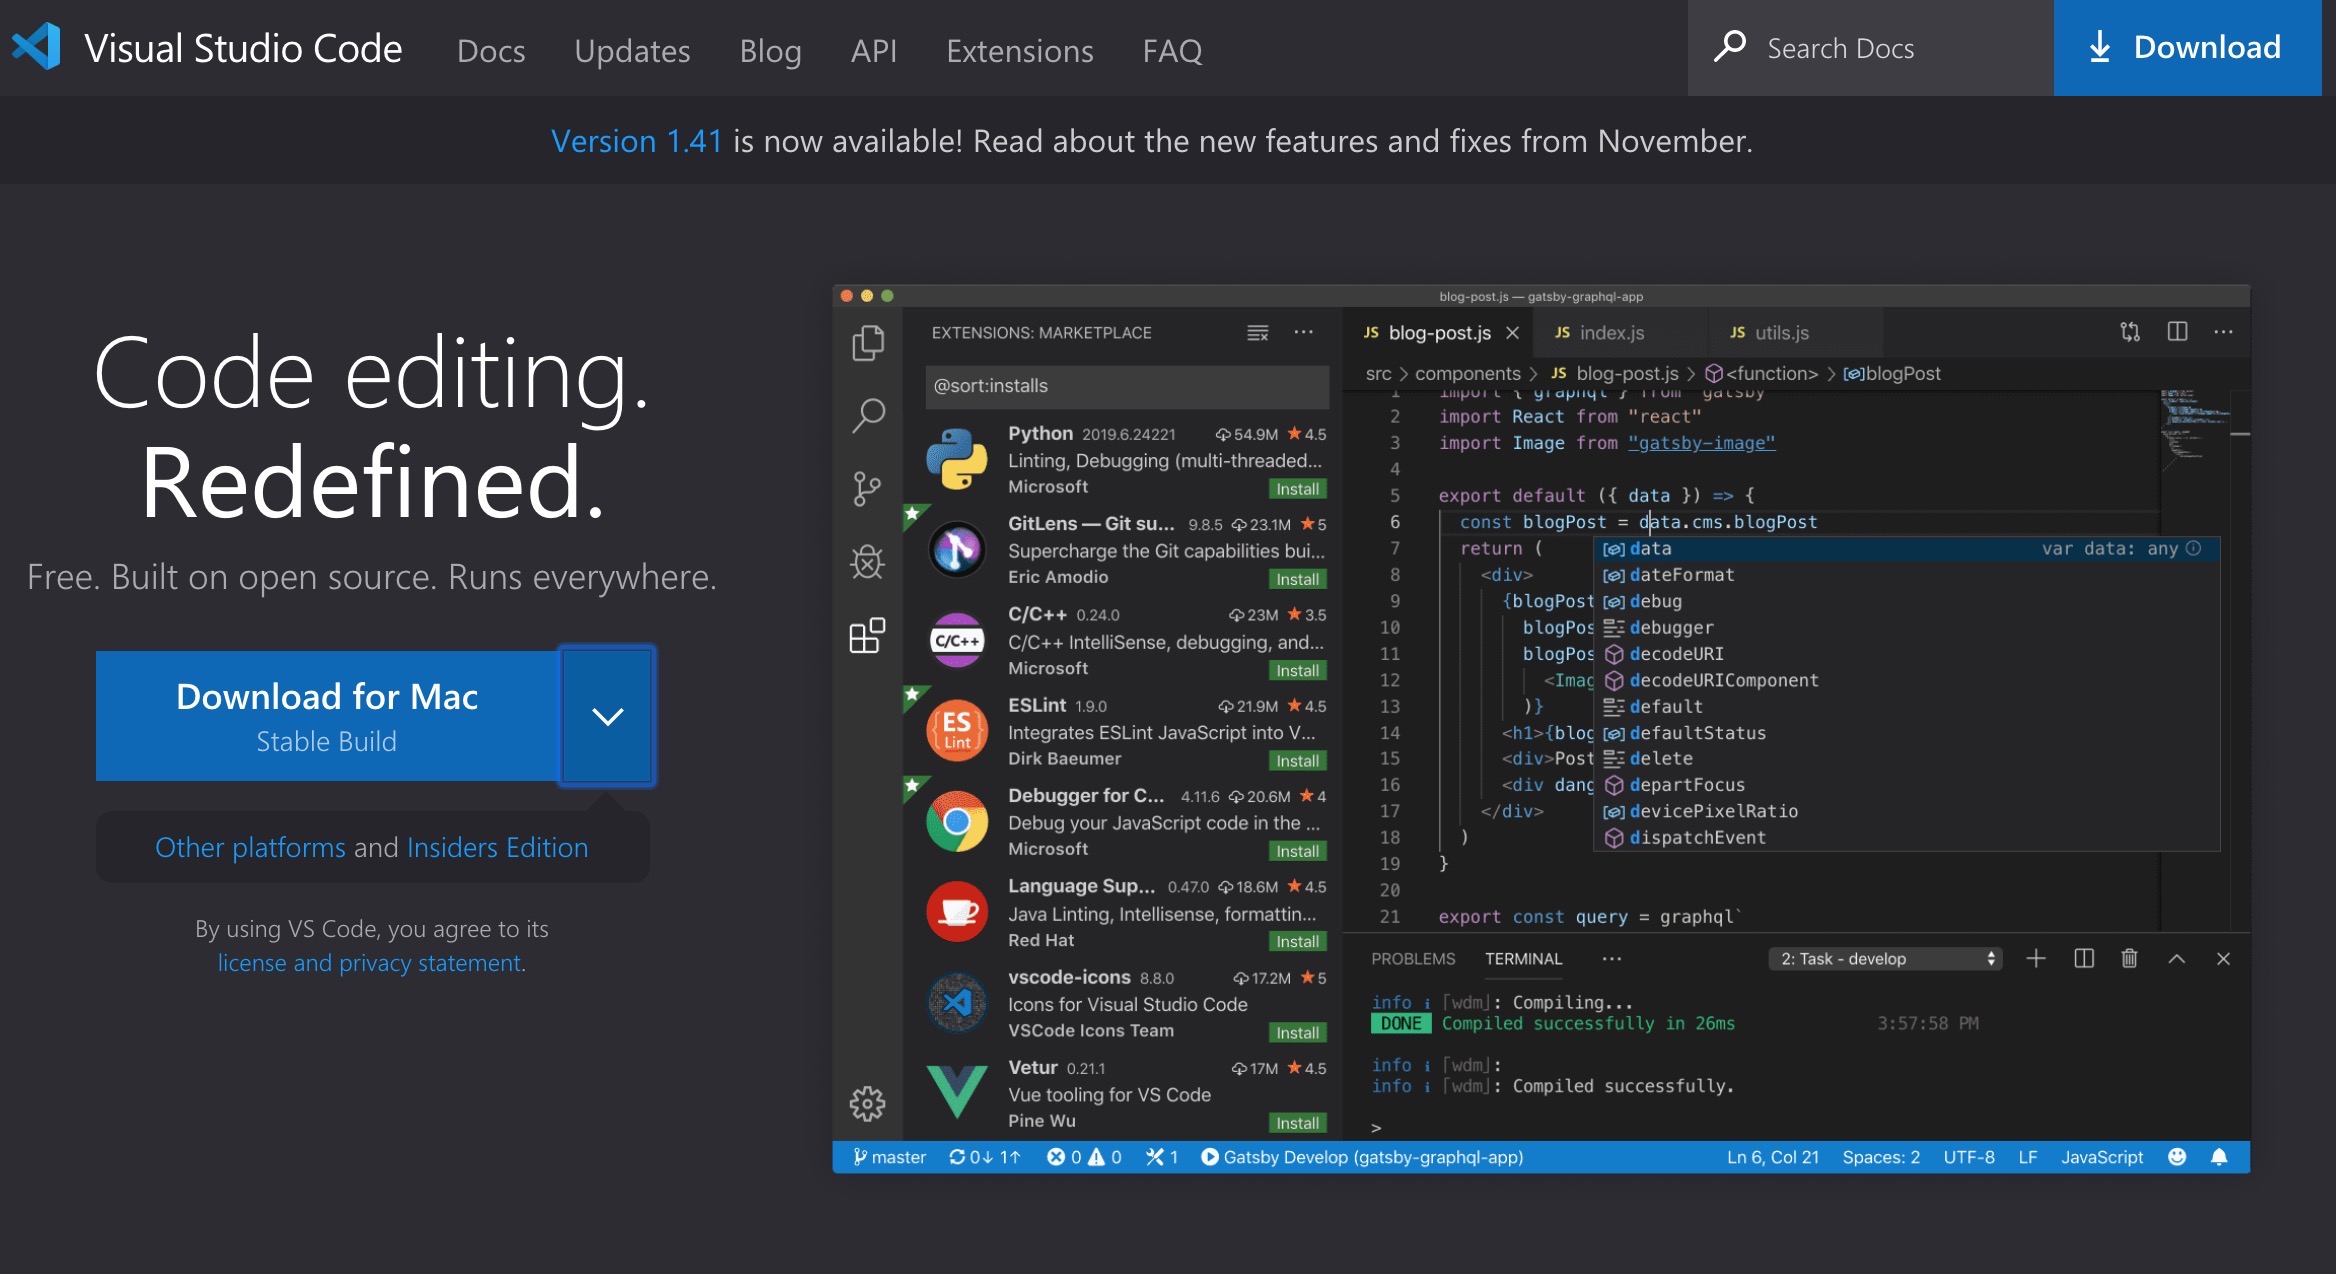 Visual Studio Code Docs Updates Blog API Extensions FAQ Search Docs Download
Version 1.41 is now available! Read about the new features and fixes from November.
Code editing.
Redefined.
Free. Built on open source. Runs everywhere.
Download for Mac
Stable Build
Other platforms and Insiders Edition
By using VS Code, you agree to its
license and privacy statement.
blog-post.js — gatsby-graphql-app
EXTENSIONS: MARKETPLACE
@sort:installs
Python 2019.6.24221 54.9M 4.5
Linting, Debugging (multi-threaded...
Microsoft Install
GitLens — Git su... 9.8.5 23.1M 5
Supercharge the Git capabilities bui...
Eric Amodio Install
C/C++
C/C++ 0.24.0 23M 3.5
C/C++ IntelliSense, debugging, and...
Microsoft Install
ES
Lint
ESLint 1.9.0 21.9M 4.5
Integrates ESLint JavaScript into V...
Dirk Baeumer Install
Debugger for C... 4.11.6 20.6M 4
Debug your JavaScript code in the ...
Microsoft Install
Language Sup... 0.47.0 18.6M 4.5
Java Linting, Intellisense, formattin...
Red Hat Install
vscode-icons 8.8.0 17.2M 5
Icons for Visual Studio Code
VSCode Icons Team Install
Vetur 0.21.1 17M 4.5
Vue tooling for VS Code
Pine Wu Install
JS blog-post.js JS index.js JS utils.js
src > components > JS blog-post.js > <function> > blogPost
1 import { graphql } from "gatsby"
2 import React from "react"
3 import Image from "gatsby-image"
4
5 export default ({ data }) => {
6 const blogPost = data.cms.blogPost
7 return (
8 <div>
9 {blogPost
10 blogPos
11 blogPos
12 <Imag
13 )}
14 <h1>{blog
15 <div>Post
16 <div dang
17 </div>
18 )
19 }
20
21 export const query = graphql`
data var data: any
dateFormat
debug
debugger
decodeURI
decodeURIComponent
default
defaultStatus
delete
departFocus
devicePixelRatio
dispatchEvent
PROBLEMS TERMINAL ... 2: Task - develop
info i ｢wdm｣: Compiling...
DONE Compiled successfully in 26ms 3:57:58 PM
info i ｢wdm｣:
info i ｢wdm｣: Compiled successfully.
>
master 0↓ 1↑ 0 0 1 Gatsby Develop (gatsby-graphql-app) Ln 6, Col 21 Spaces: 2 UTF-8 LF JavaScript